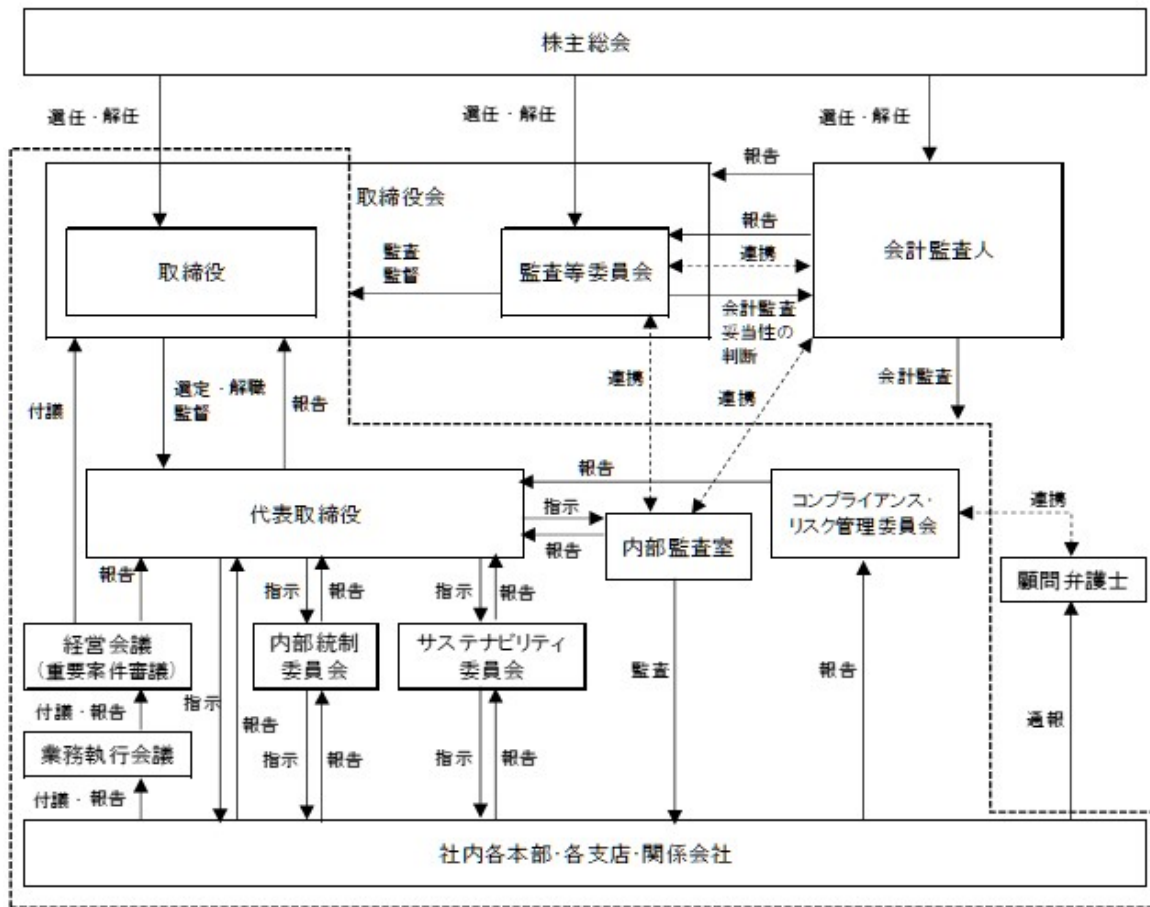 株主総会
選任・解任
選任・解任
選任・解任
報告
取締役会
報告
会計監査人
取締役
監査
監督
監査等委員会
連携
会計監査
妥当性の
判断
付議
選定・解職
監督
報告
連携
連携
会計監査
報告
代表取締役
指示
報告
内部監査室
コンプライアンス・
リスク管理委員会
連携
顧問弁護士
報告
指示
報告
指示
報告
経営会議
(重要案件審議)
内部統制
委員会
サステナビリティ
委員会
監査
報告
通報
付議・報告
指示
報告
業務執行会議
指示
報告
指示
報告
付議・報告
社内各本部・各支店・関係会社